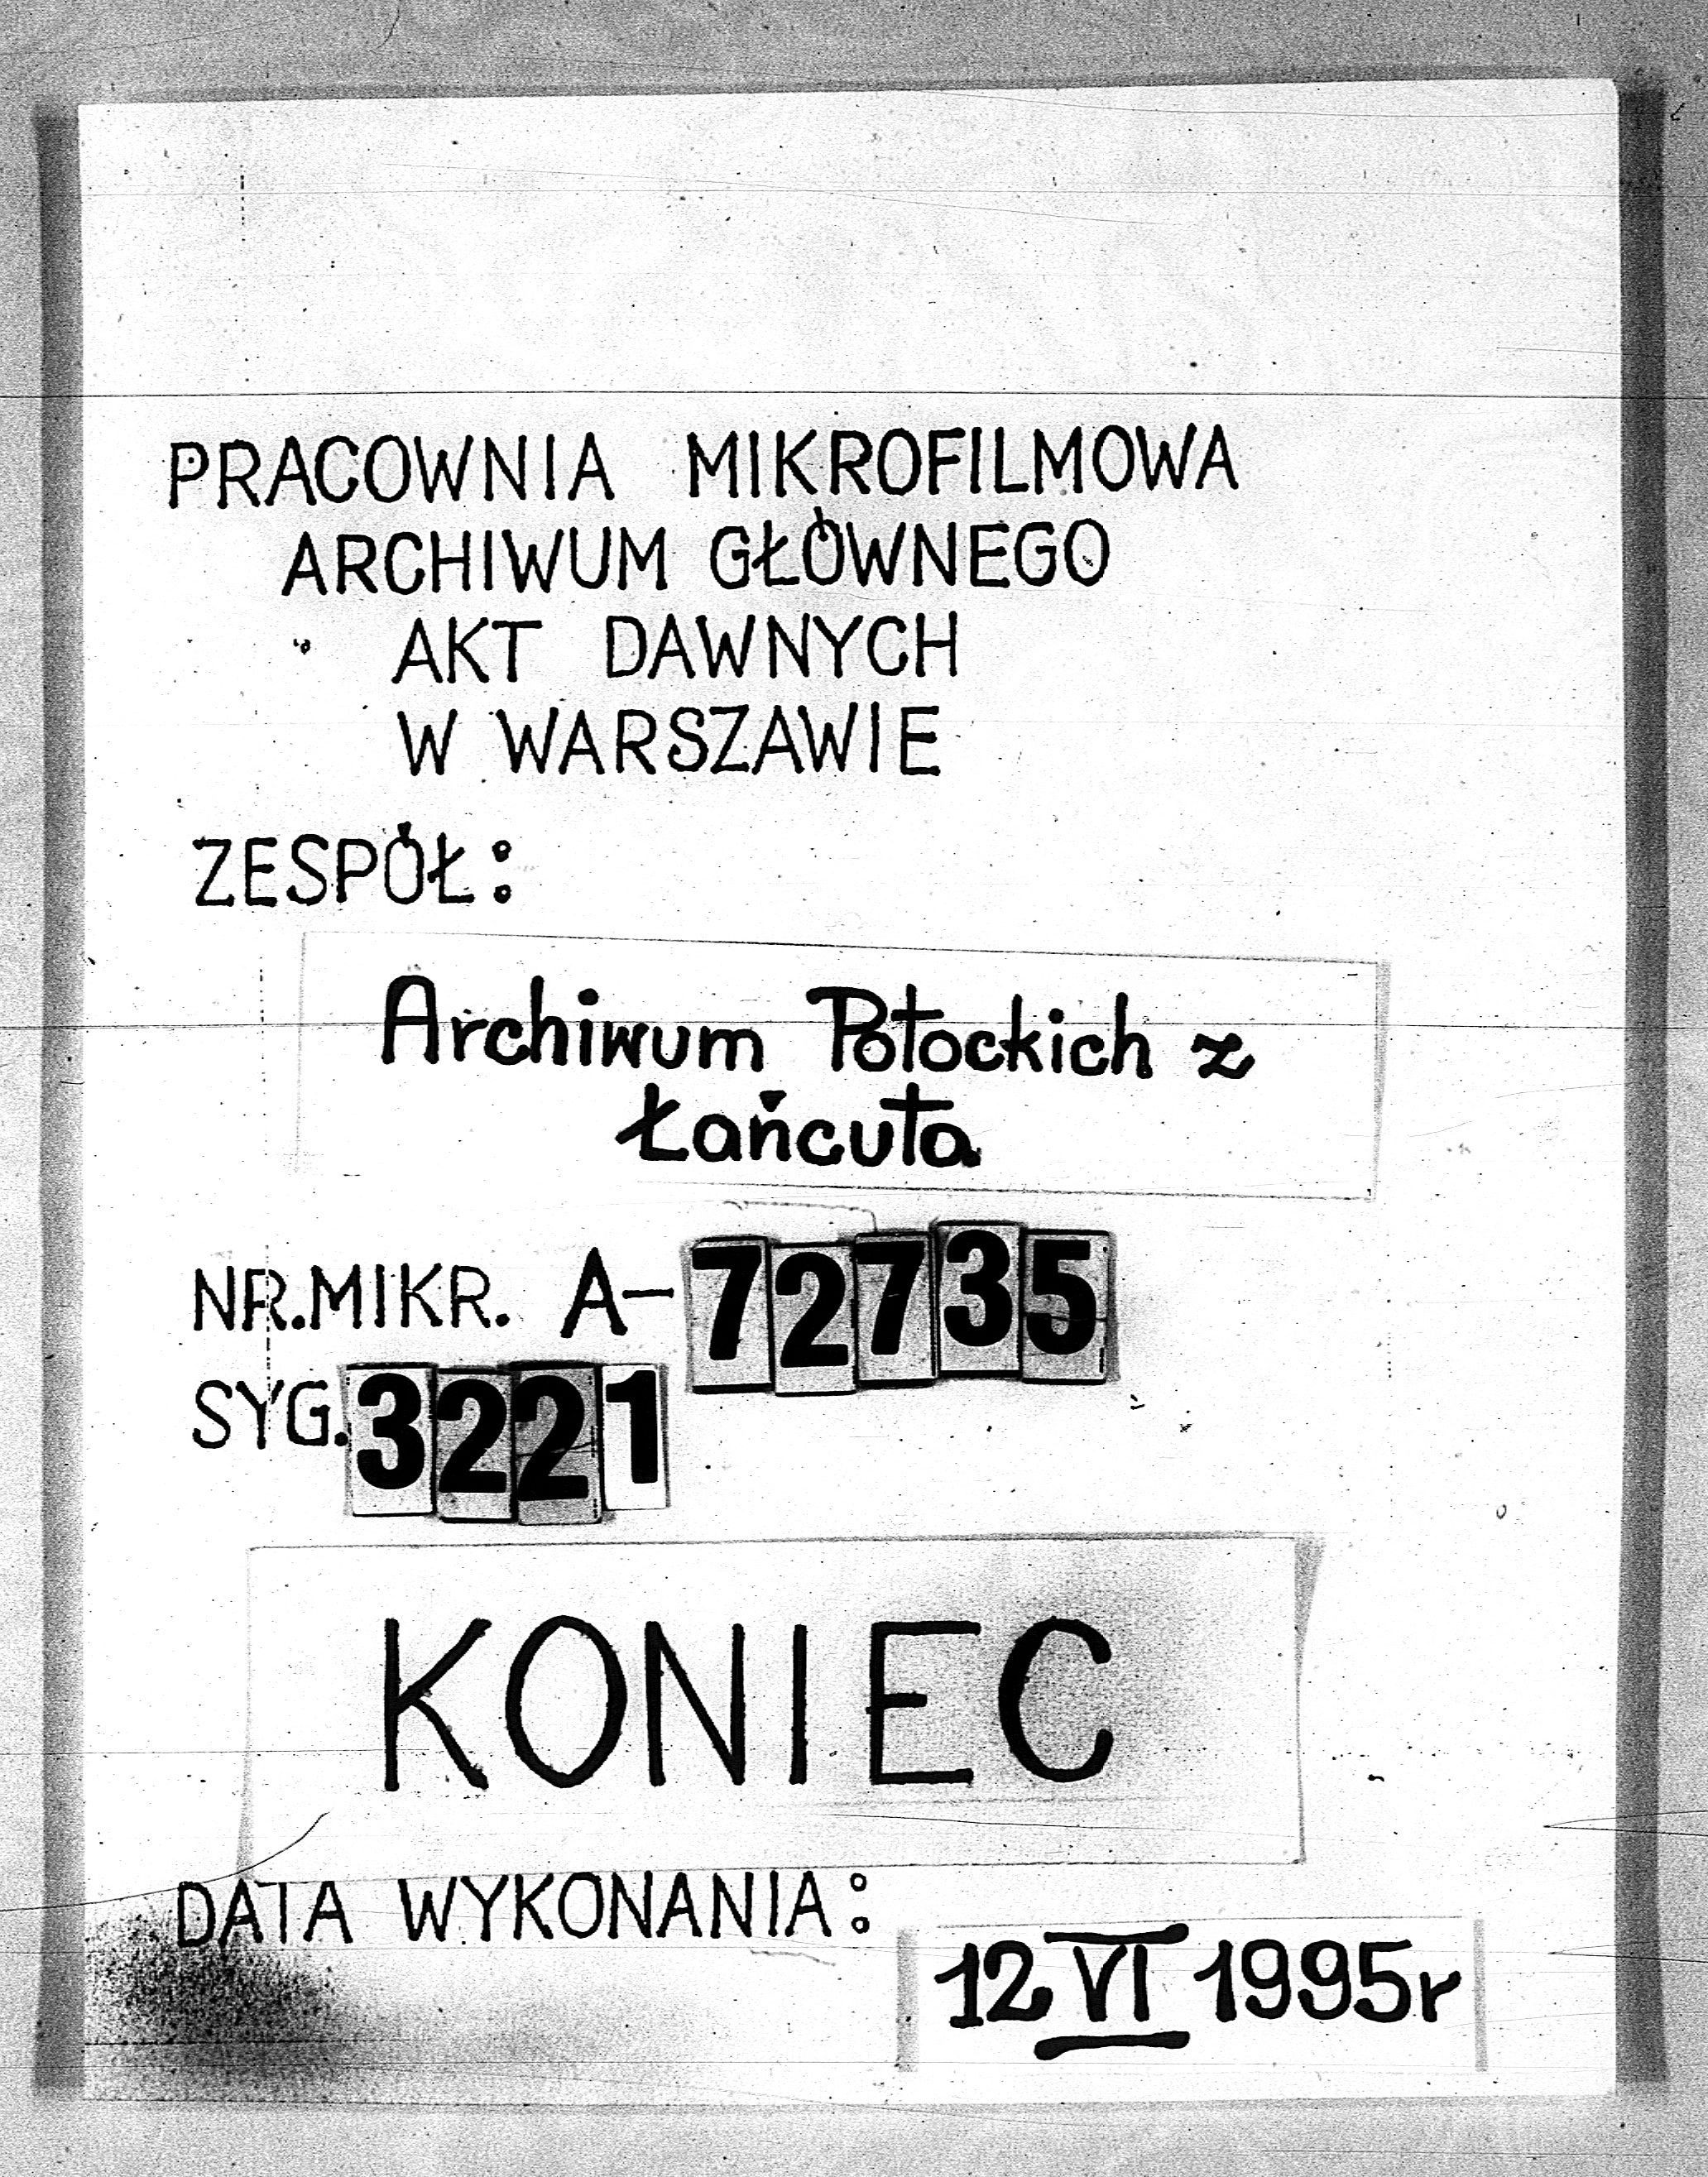 PRACOWNIA MIKROFILMOWA
ARCHIWUM GŁÓWNEGO
AKT DAWNYCH
W WARSZAWIE
ZESPÓŁ:
Archiwum Potockich z
Łańcuta
NR.MIKR. A-72735
SYG.3221
KONIEC
DATA WYKONANIA:
12 VI 1995r